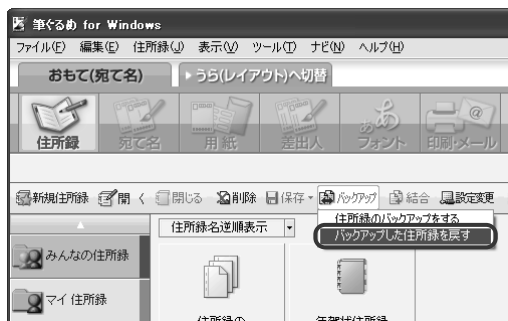 筆ぐるめ for Windows
ファイル(F) 編集(E) 住所録(J) 表示(V) ツール(T) ナビ(N) ヘルプ(H)
おもて(宛て名) うら(レイアウト)へ切替
住所録 宛て名 用紙 差出人 フォント 印刷・メール
新規住所録 開く 閉じる 削除 保存 バックアップ 結合 設定変更
住所録のバックアップをする
住所録名逆順表示 バックアップした住所録を戻す
みんなの住所録
マイ住所録
住所録の 年賀状住所録